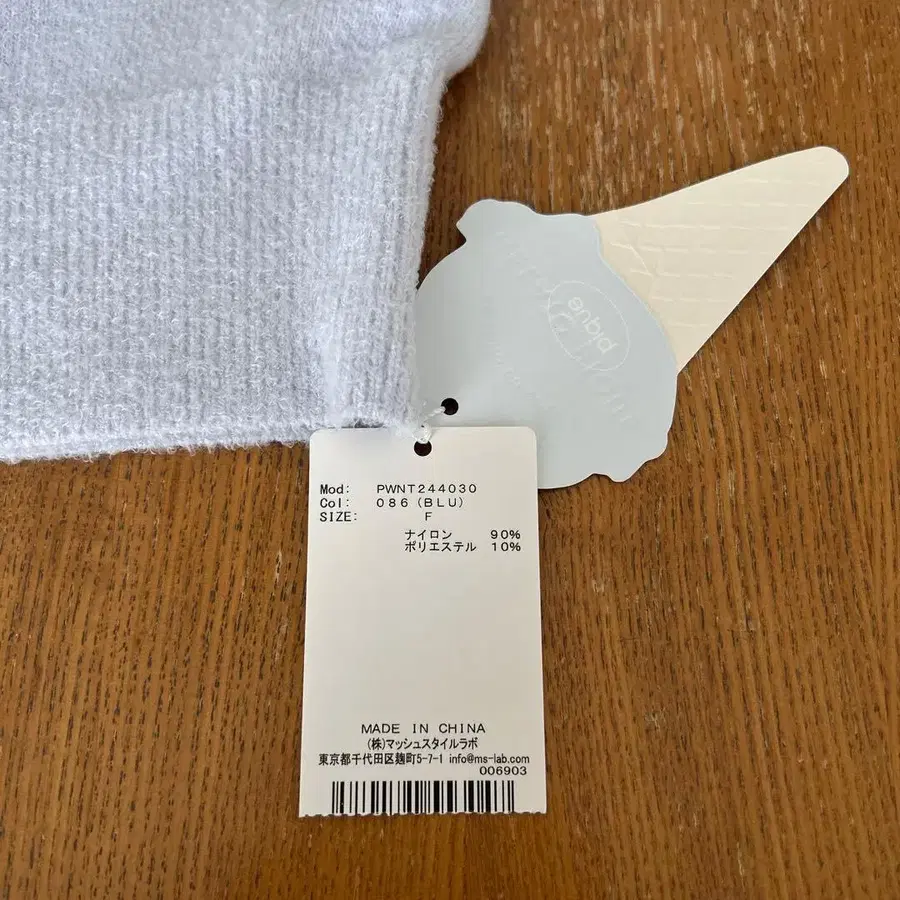 pique
Mod: PWNT244030
Col: 086(BLU)
SIZE: F
ナイロン 90%
ポリエステル 10%
MADE IN CHINA
(株)マッシュスタイルラボ
東京都千代田区麹町5-7-1 info@ms-lab.com
006903